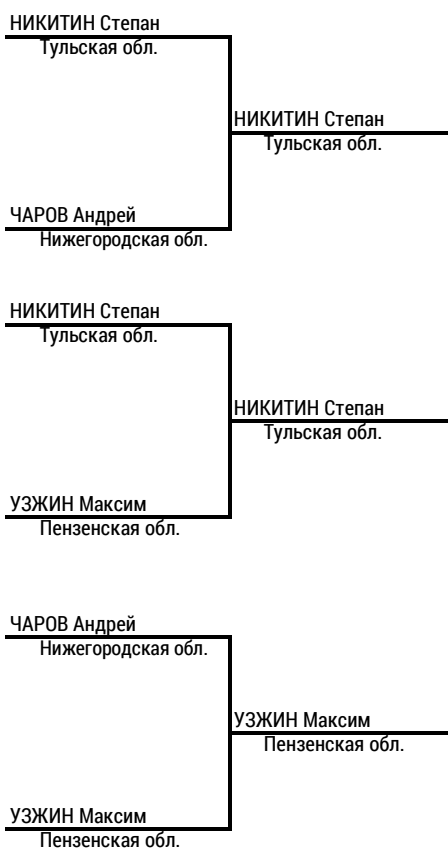 НИКИТИН Степан
Тульская обл.
НИКИТИН Степан
Тульская обл.
ЧАРОВ Андрей
Нижегородская обл.
НИКИТИН Степан
Тульская обл.
НИКИТИН Степан
Тульская обл.
УЗЖИН Максим
Пензенская обл.
ЧАРОВ Андрей
Нижегородская обл.
УЗЖИН Максим
Пензенская обл.
УЗЖИН Максим
Пензенская обл.